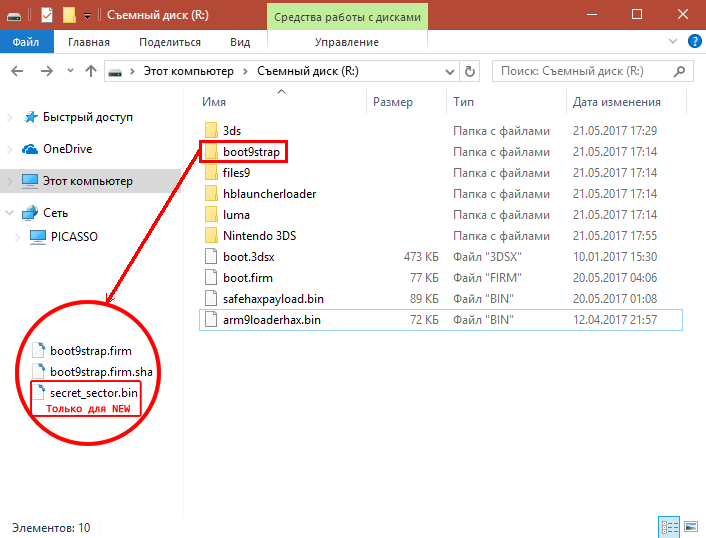 Съемный диск (R:)
Средства работы с дисками
Файл Главная Поделиться Вид Управление
Этот компьютер Съемный диск (R:)
Поиск: Съемный диск (R:)
Имя Размер Тип Дата изменения
Быстрый доступ
OneDrive
Этот компьютер
Сеть
PICASSO
3ds Папка с файлами 21.05.2017 17:29
boot9strap Папка с файлами 21.05.2017 17:14
files9 Папка с файлами 21.05.2017 17:14
hblauncherloader Папка с файлами 21.05.2017 17:14
luma Папка с файлами 21.05.2017 17:14
Nintendo 3DS Папка с файлами 21.05.2017 17:55
boot.3dsx 473 КБ Файл "3DSX" 10.01.2017 15:30
boot.firm 77 КБ Файл "FIRM" 20.05.2017 04:06
safehaxpayload.bin 89 КБ Файл "BIN" 20.05.2017 01:08
arm9loaderhax.bin 72 КБ Файл "BIN" 12.04.2017 21:57
boot9strap.firm
boot9strap.firm.sha
secret_sector.bin
Только для NEW
Элементов: 10